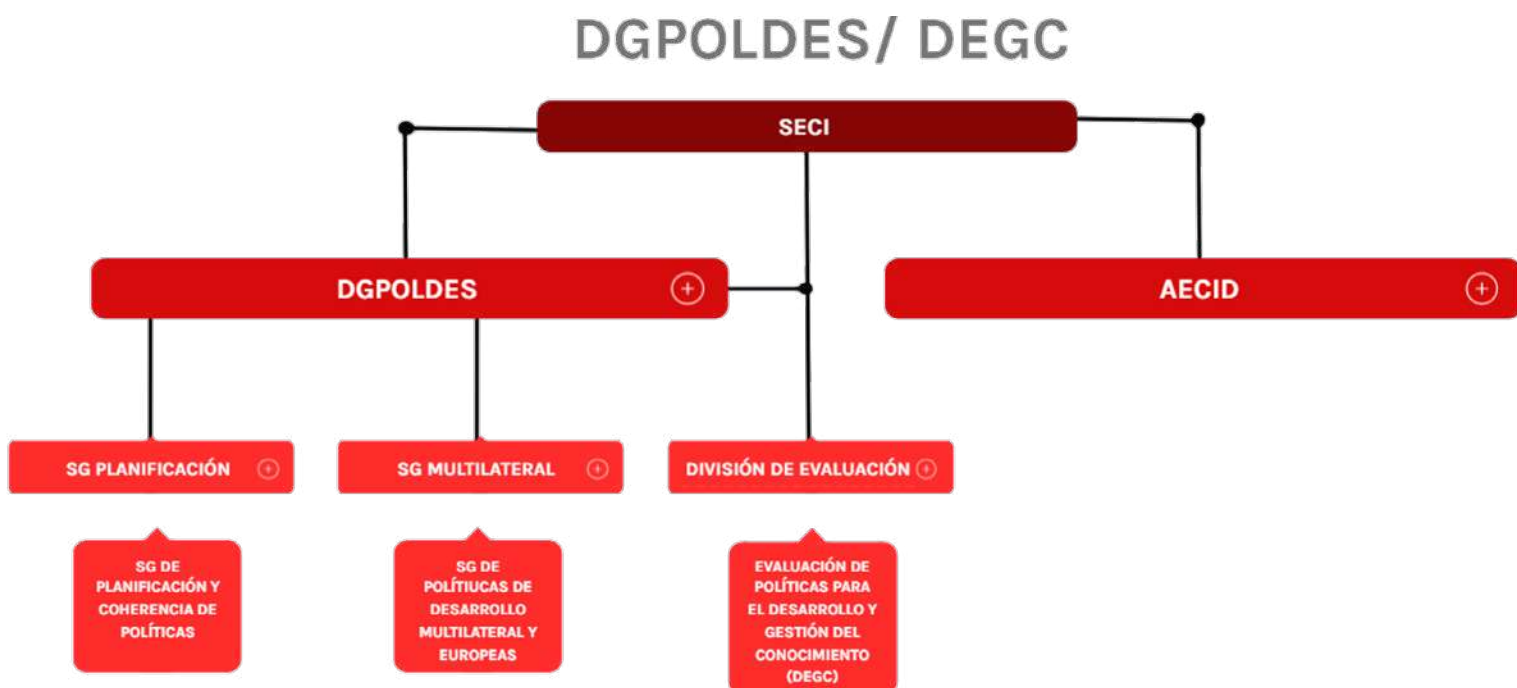 DGPOLDES/ DEGC
SECI
DGPOLDES
AECID
SG PLANIFICACIÓN
SG MULTILATERAL
DIVISIÓN DE EVALUACIÓN
SG DE
PLANIFICACIÓN Y
COHERENCIA DE
POLÍTICAS
SG DE
POLÍTIUCAS DE
DESARROLLO
MULTILATERAL Y
EUROPEAS
EVALUACIÓN DE
POLÍTICAS PARA
EL DESARROLLO Y
GESTIÓN DEL
CONOCIMIENTO
(DEGC)